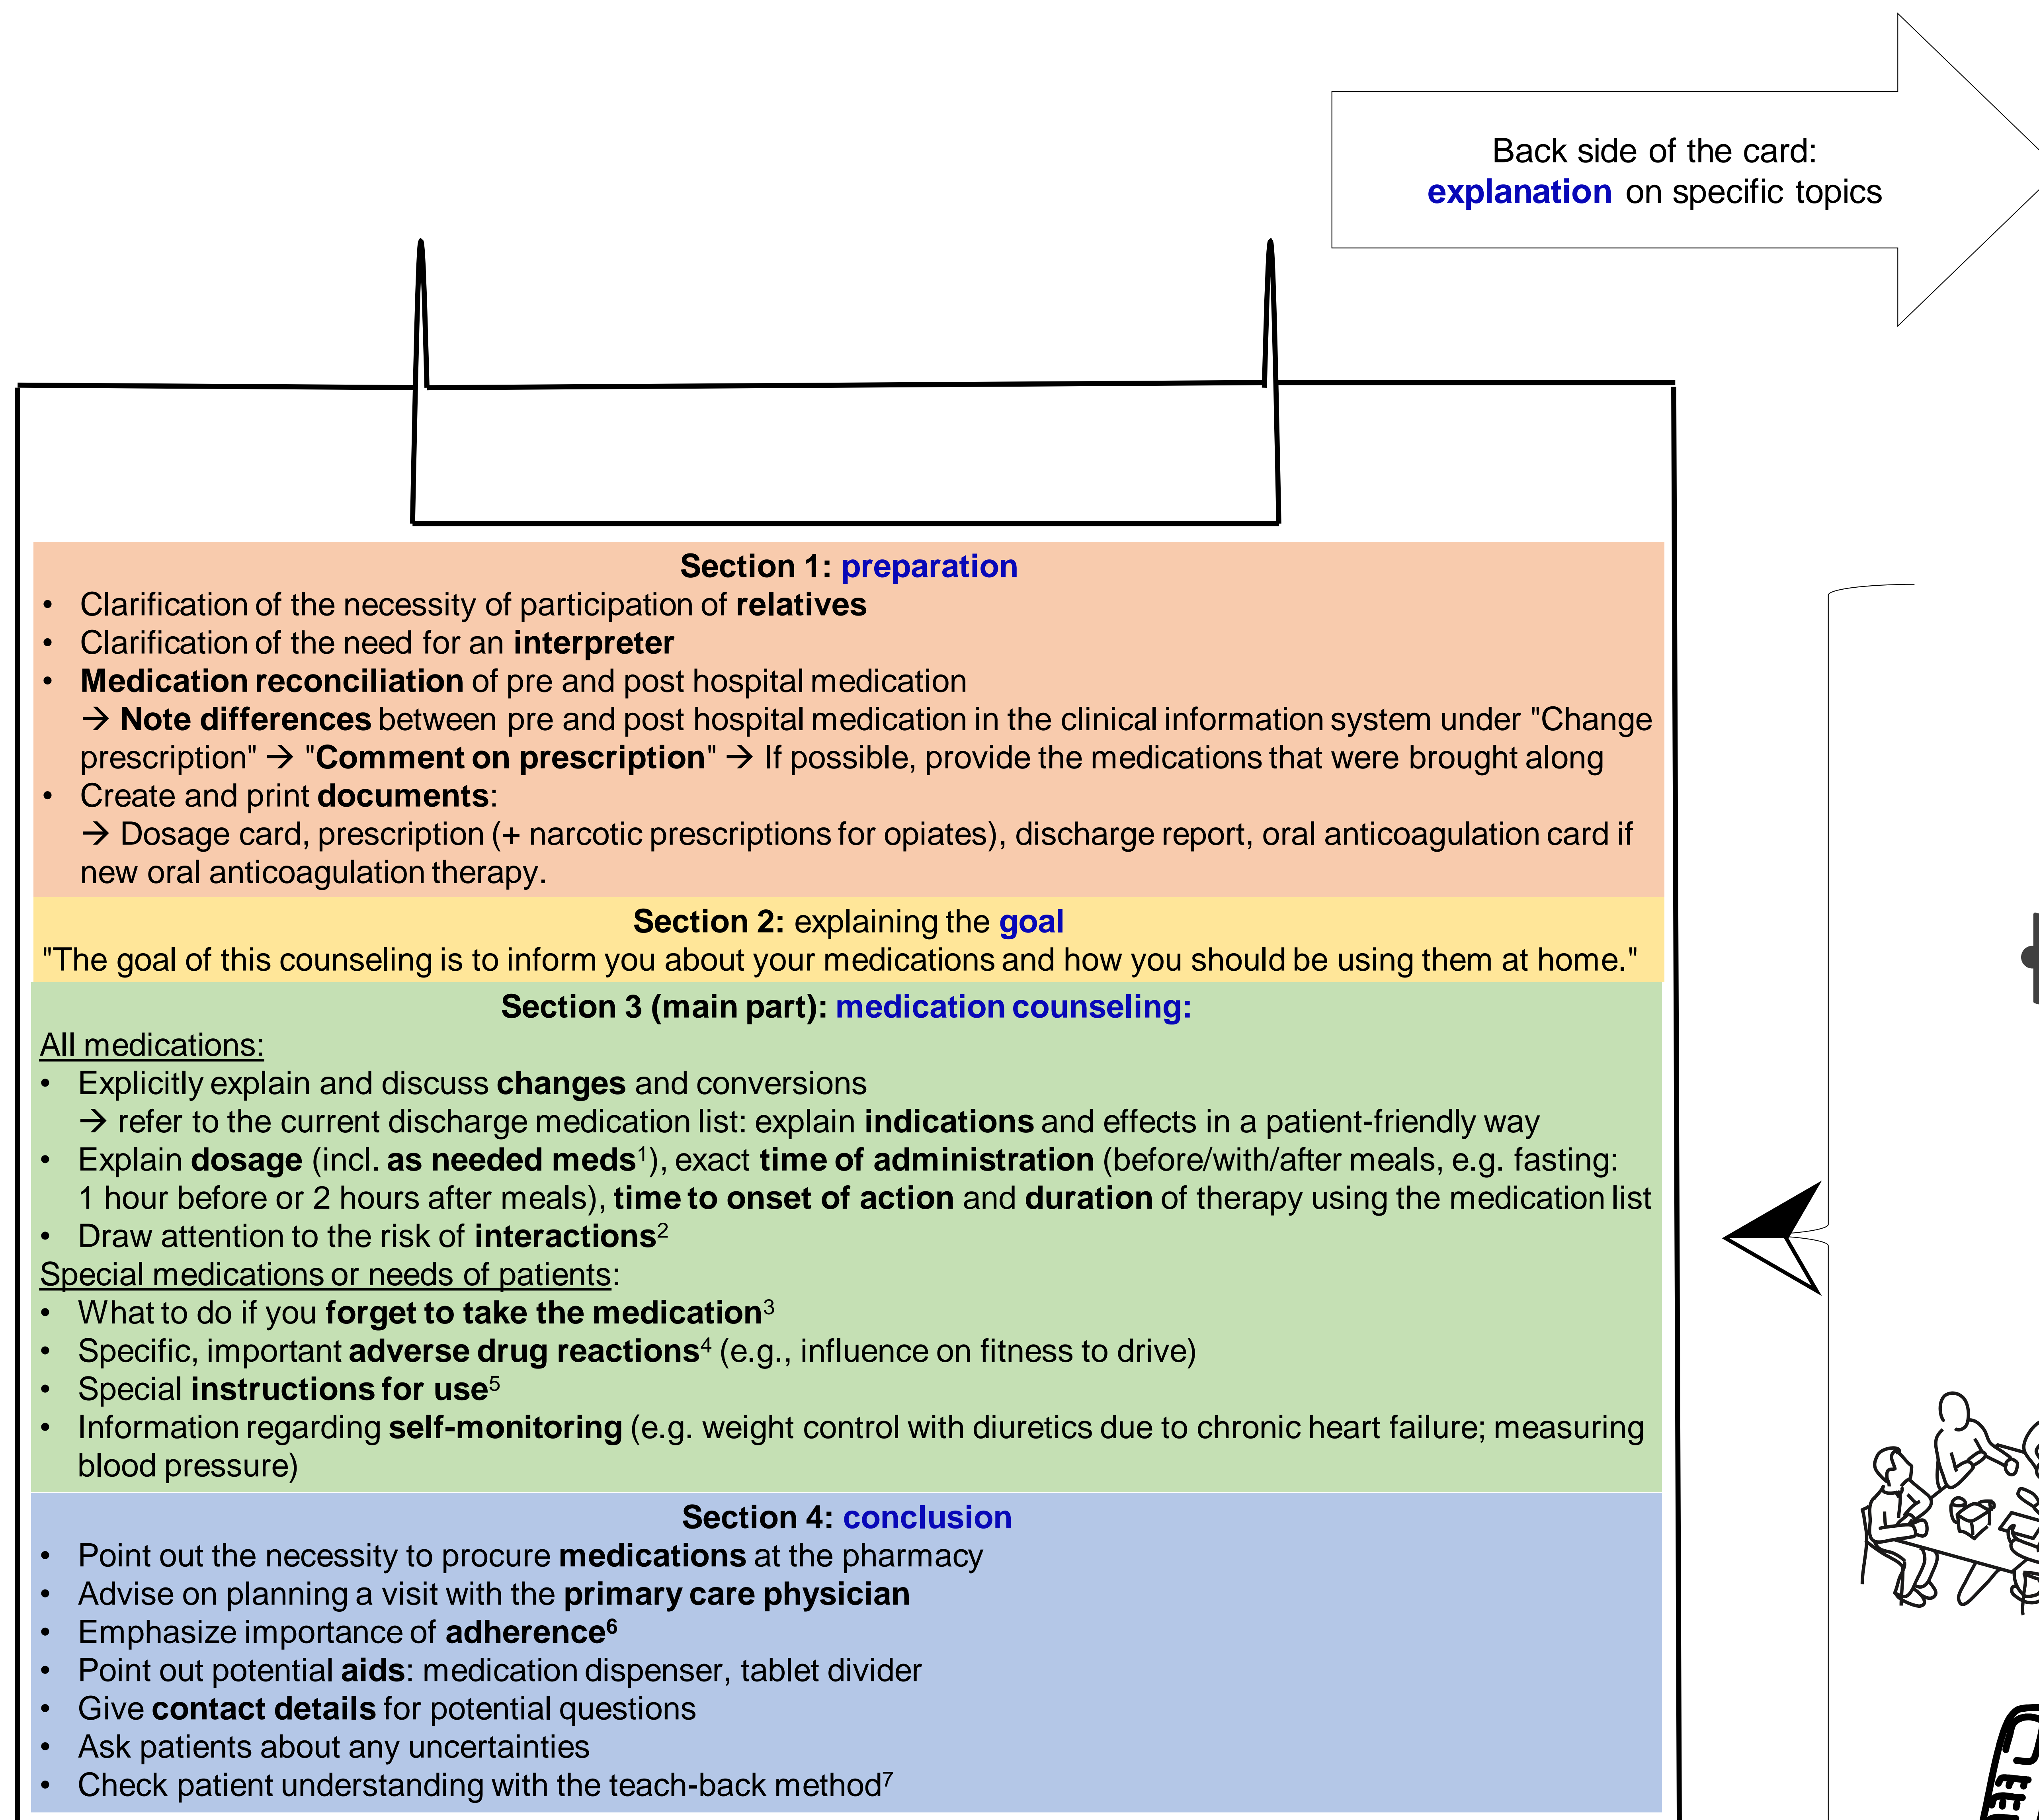 Back side of the card:
explanation on specific topics
Section 1: preparation
• Clarification of the necessity of participation of relatives
• Clarification of the need for an interpreter
• Medication reconciliation of pre and post hospital medication
→ Note differences between pre and post hospital medication in the clinical information system under "Change
prescription" → "Comment on prescription" → If possible, provide the medications that were brought along
• Create and print documents:
→ Dosage card, prescription (+ narcotic prescriptions for opiates), discharge report, oral anticoagulation card if
new oral anticoagulation therapy.
Section 2: explaining the goal
"The goal of this counseling is to inform you about your medications and how you should be using them at home."
Section 3 (main part): medication counseling:
All medications:
• Explicitly explain and discuss changes and conversions
→ refer to the current discharge medication list: explain indications and effects in a patient-friendly way
• Explain dosage (incl. as needed meds¹), exact time of administration (before/with/after meals, e.g. fasting:
1 hour before or 2 hours after meals), time to onset of action and duration of therapy using the medication list
• Draw attention to the risk of interactions²
Special medications or needs of patients:
• What to do if you forget to take the medication³
• Specific, important adverse drug reactions⁴ (e.g., influence on fitness to drive)
• Special instructions for use⁵
• Information regarding self-monitoring (e.g. weight control with diuretics due to chronic heart failure; measuring
blood pressure)
Section 4: conclusion
• Point out the necessity to procure medications at the pharmacy
• Advise on planning a visit with the primary care physician
• Emphasize importance of adherence⁶
• Point out potential aids: medication dispenser, tablet divider
• Give contact details for potential questions
• Ask patients about any uncertainties
• Check patient understanding with the teach-back method⁷